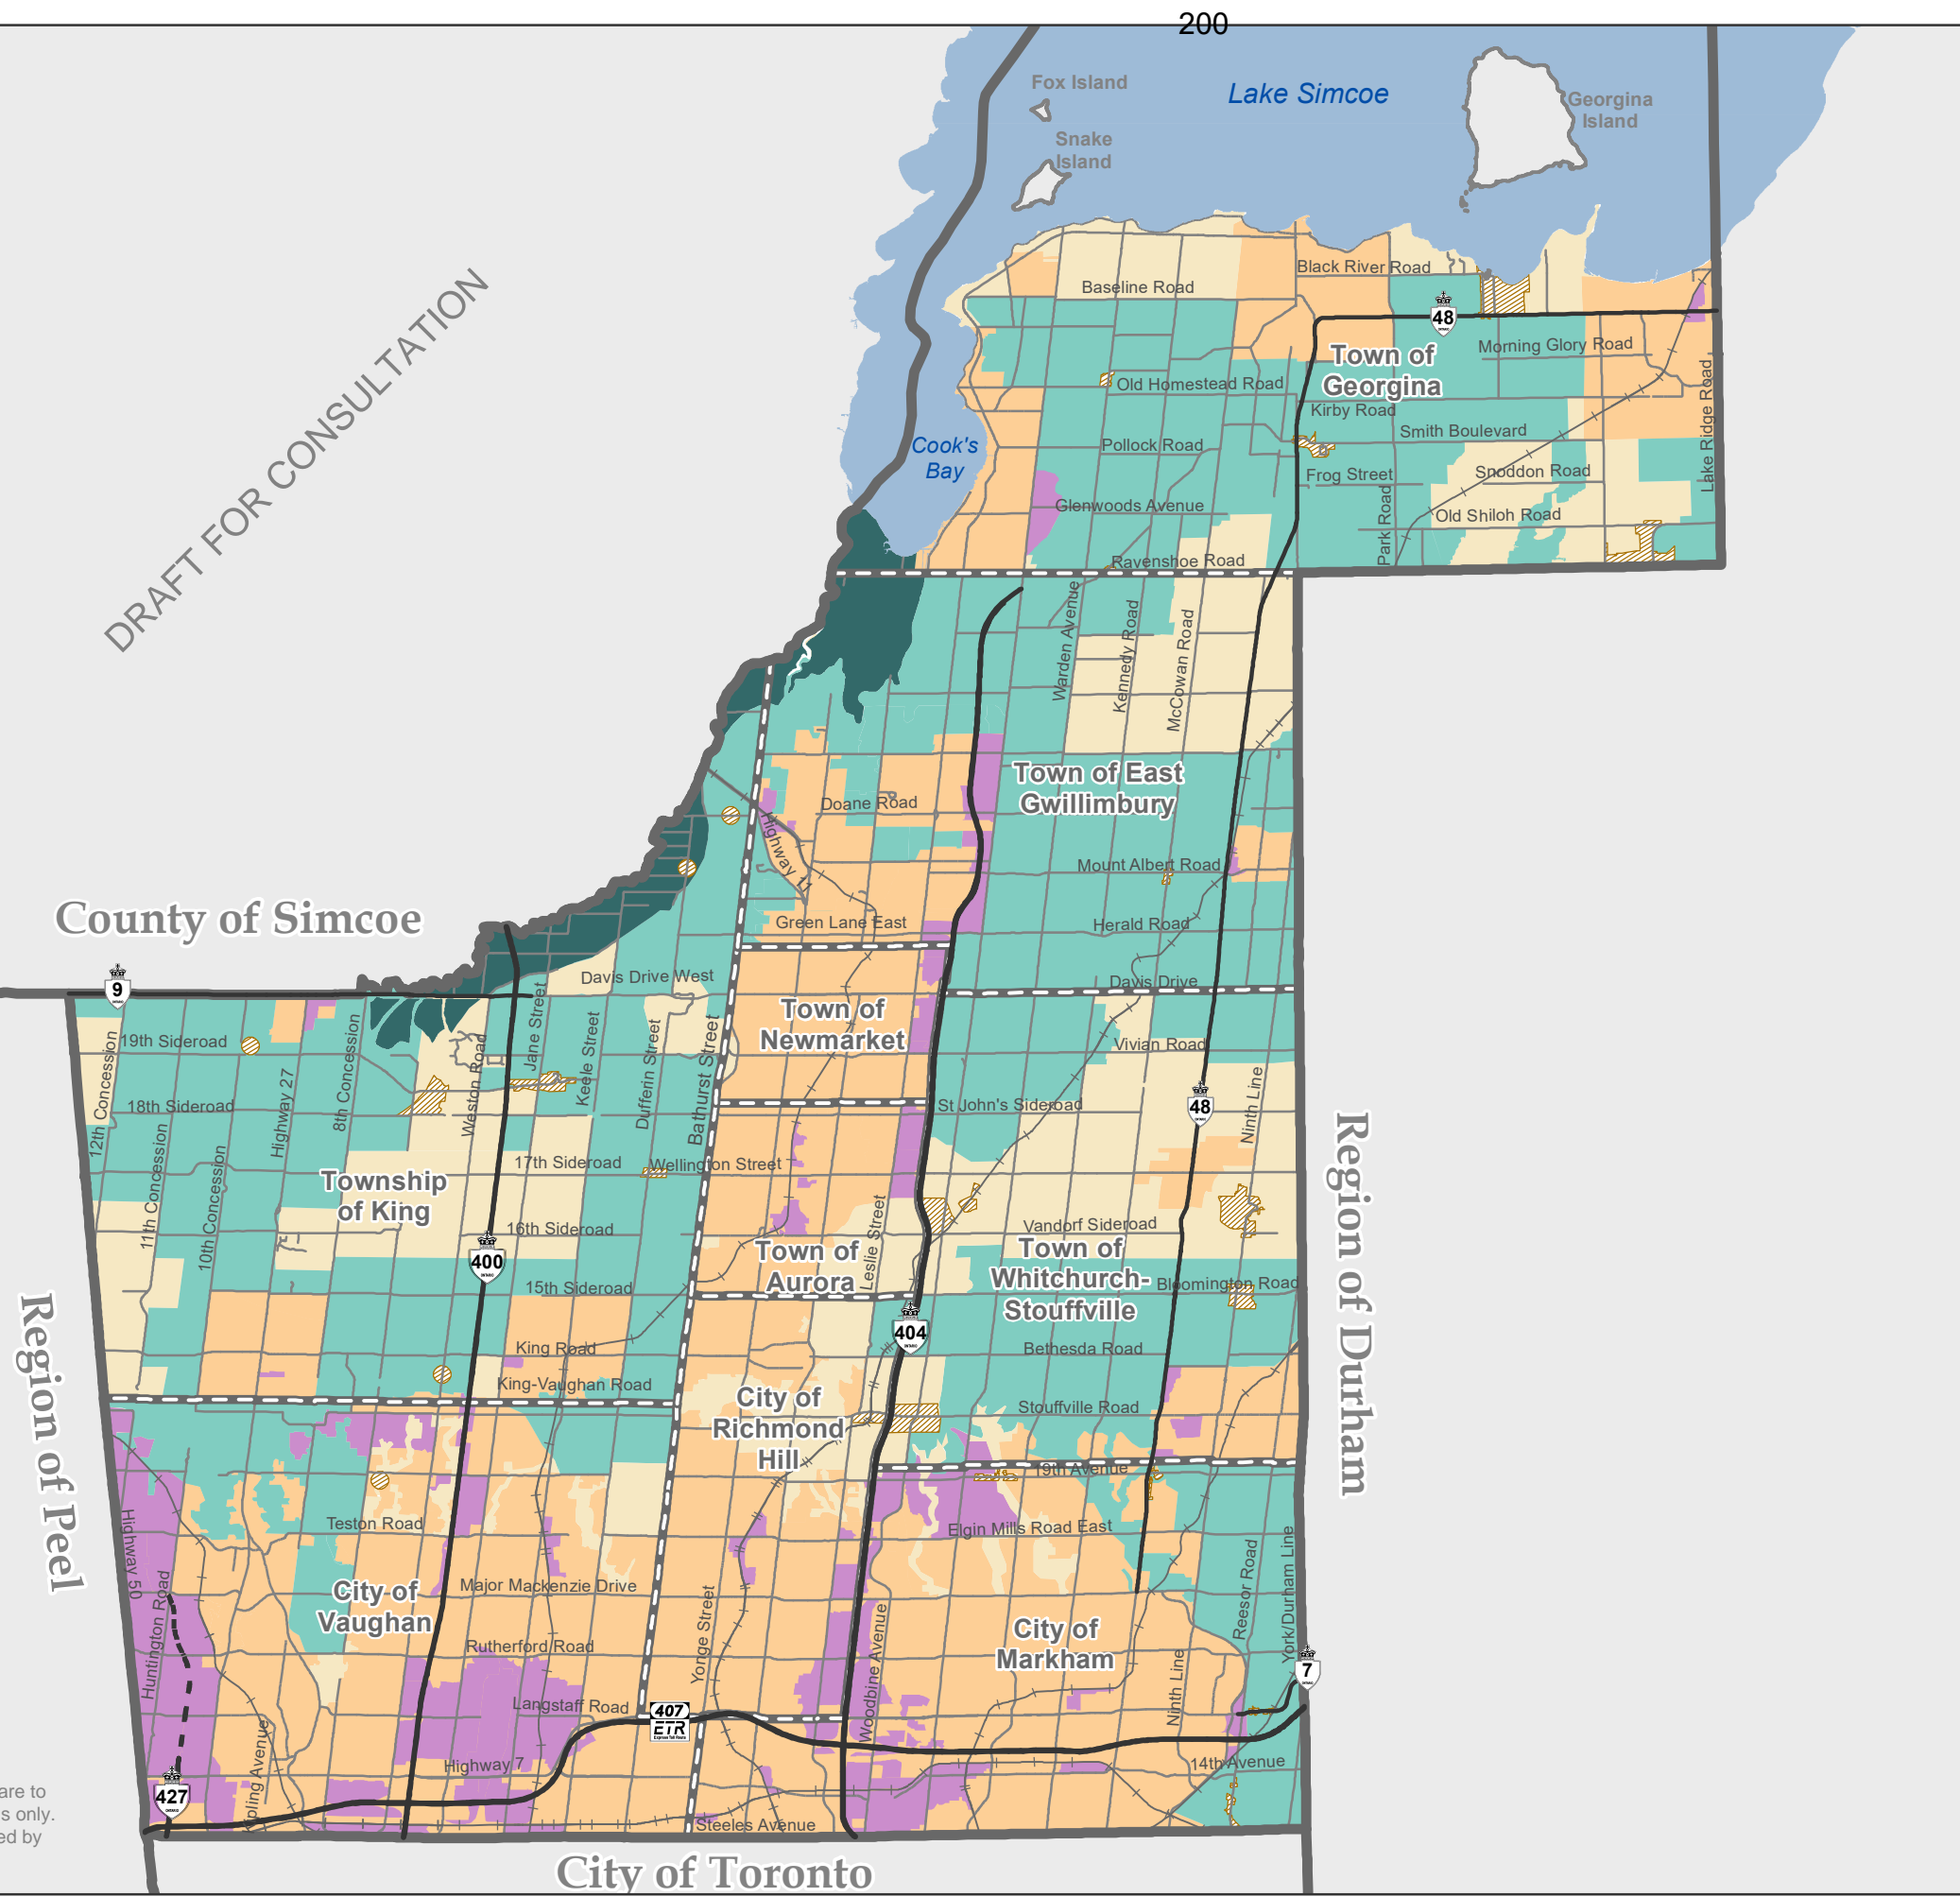 200
Fox Island
Lake Simcoe
Georgina
Island
Snake
Island
Black River Road
Baseline Road
48
Morning Glory Road
Town of
Georgina
Old Homestead Road
Kirby Road
Smith Boulevard
Lake Ridge Road
Cook's
Bay
Pollock Road
Frog Street
Snoddon Road
Glenwoods Avenue
Park Road
Old Shiloh Road
Ravenshoe Road
DRAFT FOR CONSULTATION
Warden Avenue
Kennedy Road
McCowan Road
Town of East
Gwillimbury
Doane Road
Highway 11
Mount Albert Road
County of Simcoe
Green Lane East
Herald Road
Davis Drive West
Davis Drive
9
Town of
Newmarket
19th Sideroad
12th Concession
8th Concession
Weston Road
Jane Street
Keele Street
Dufferin Street
Bathurst Street
Vivian Road
48
Ninth Line
18th Sideroad
Highway 27
St John's Sideroad
11th Concession
10th Concession
17th Sideroad
Wellington Street
Township
of King
Region of Durham
16th Sideroad
Leslie Street
Vandorf Sideroad
Town of
Aurora
Town of
Whitchurch-
Stouffville
400
15th Sideroad
Bloomington Road
404
King Road
Bethesda Road
King-Vaughan Road
Region of Peel
City of
Richmond
Hill
Stouffville Road
19th Avenue
Highway 50
Teston Road
Elgin Mills Road East
City of
Vaughan
Major Mackenzie Drive
Huntington Road
Yonge Street
Woodbine Avenue
Reesor Road
York/Durham Line
City of
Markham
Rutherford Road
Ninth Line
7
Langstaff Road
407
ETR
Kipling Avenue
Highway 7
14th Avenue
427
are to
s only.
ed by
Steeles Avenue
City of Toronto